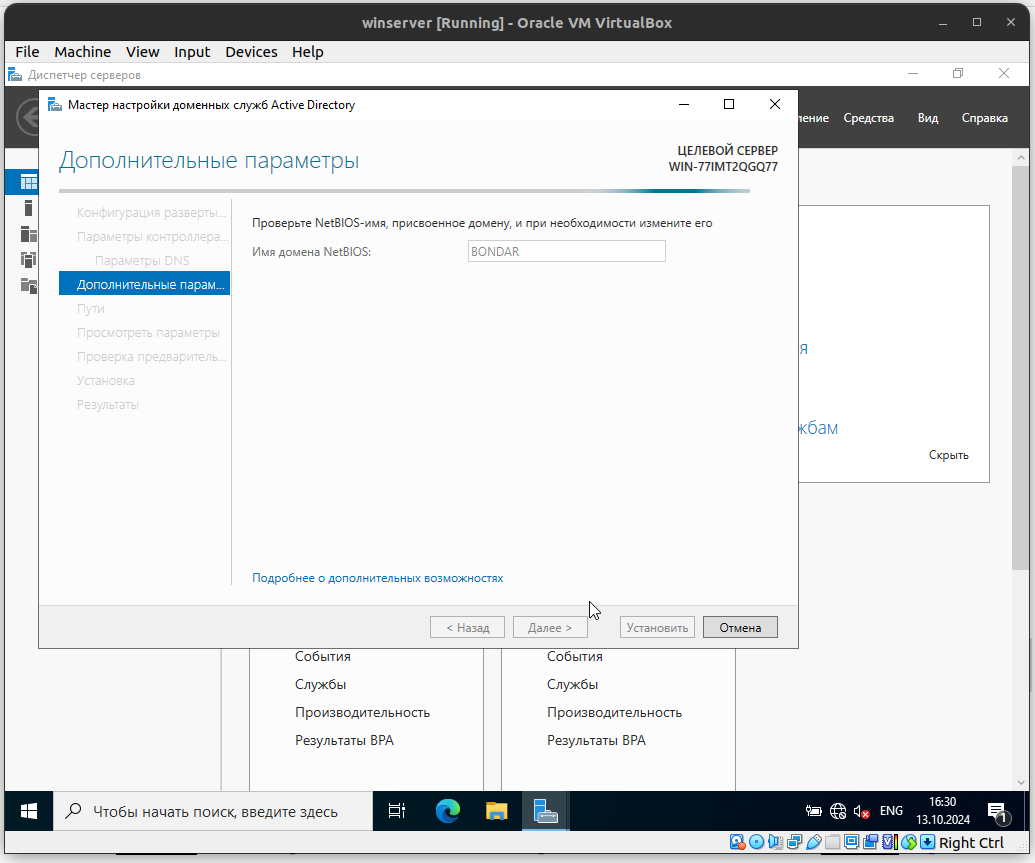 winserver [Running] - Oracle VM VirtualBox
File Machine View Input Devices Help
Диспетчер серверов
Средства Вид Справка
Мастер настройки доменных служб Active Directory
Дополнительные параметры
ЦЕЛЕВОЙ СЕРВЕР
WIN-77IMT2QGQ77
Конфигурация разверты...
Параметры контроллера...
Параметры DNS
Дополнительные парам...
Пути
Просмотреть параметры
Проверка предваритель...
Установка
Результаты
Проверьте NetBIOS-имя, присвоенное домену, и при необходимости измените его
Имя домена NetBIOS: BONDAR
Подробнее о дополнительных возможностях
< Назад Далее > Установить Отмена
Скрыть
События
Службы
Производительность
Результаты BPA
События
Службы
Производительность
Результаты BPA
Чтобы начать поиск, введите здесь
ENG
16:30
13.10.2024
1
Right Ctrl